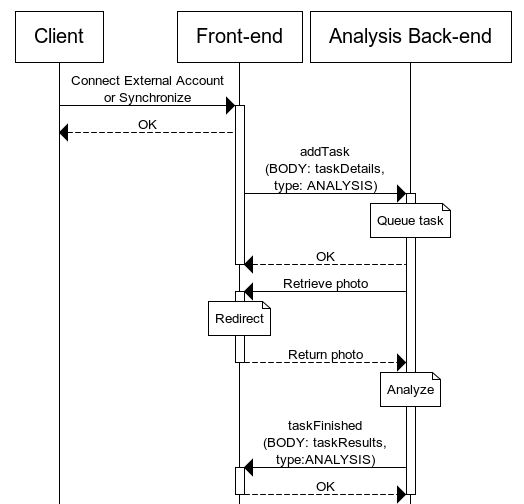 Client
Front-end
Analysis Back-end
Connect External Account
or Synchronize
OK
addTask
(BODY: taskDetails,
type: ANALYSIS)
Queue task
OK
Retrieve photo
Redirect
Return photo
Analyze
taskFinished
(BODY: taskResults,
type:ANALYSIS)
OK